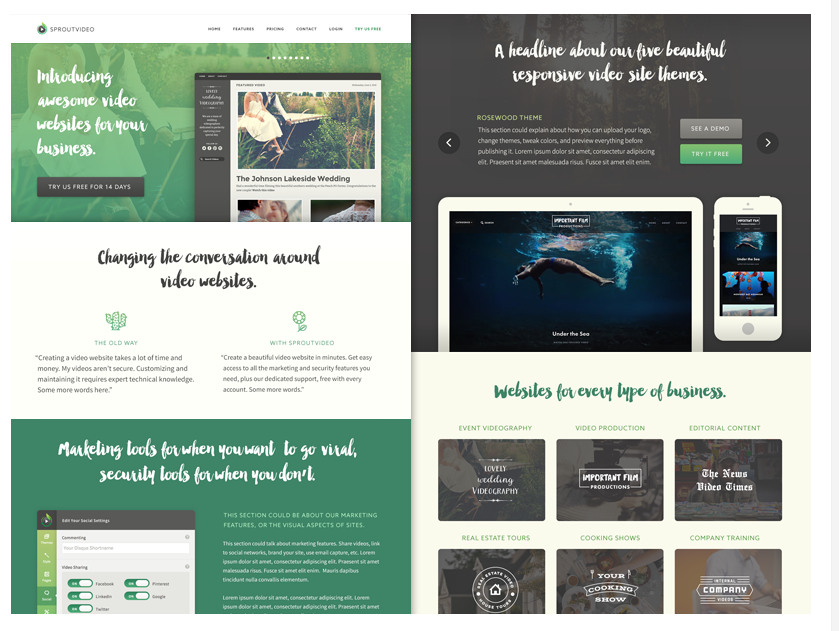 SPROUTVIDEO
HOME FEATURES PRICING CONTACT LOGIN TRY US FREE
Introducing
awesome video
websites for your
business.
TRY US FREE FOR 14 DAYS
LOVELY
wedding
VIDEOGRAPHY
FEATURED VIDEO
The Johnson Lakeside Wedding
Changing the conversation around
video websites.
THE OLD WAY
"Creating a video website takes a lot of time and
money. My videos aren't secure. Customizing and
maintaining it requires expert technical knowledge.
Some more words here."
WITH SPROUTVIDEO
"Create a beautiful video website in minutes. Get easy
access to all the marketing and security features you
need, plus our dedicated support, free with every
account. Some more words."
Marketing tools for when you want to go viral,
security tools for when you don't.
Edit Your Social Settings
Commenting
Your Disqus Shortname
Video Sharing
ON Facebook ON Pinterest
ON LinkedIn ON Google
ON Twitter
THIS SECTION COULD BE ABOUT OUR MARKETING
FEATURES, OR THE VISUAL ASPECTS OF SITES.
This section could talk about marketing features. Share videos, link
to social networks, brand your site, use email capture, etc. Lorem
ipsum dolor sit amet, consectetur adipiscing elit. Praesent sit amet
malesuada risus. Fusce sit amet elit enim. Mauris dapibus
tincidunt nulla convallis elementum.
Lorem ipsum dolor sit amet, consectetur adipiscing elit. Lorem
ipsum dolor sit amet, consectetur adipiscing elit. Praesent sit amet
A headline about our five beautiful
responsive video site themes.
ROSEWOOD THEME
This section could explain about how you can upload your logo,
change themes, tweak colors, and preview everything before
publishing it. Lorem ipsum dolor sit amet, consectetur adipiscing
elit. Praesent sit amet malesuada risus. Fusce sit amet elit enim.
SEE A DEMO
TRY IT FREE
IMPORTANT FILM
PRODUCTIONS
Under the Sea
IMPORTANT FILM
Under the Sea
Websites for every type of business.
EVENT VIDEOGRAPHY VIDEO PRODUCTION EDITORIAL CONTENT
LOVELY
wedding
VIDEOGRAPHY
IMPORTANT FILM
PRODUCTIONS
The News
Video Times
REAL ESTATE TOURS COOKING SHOWS COMPANY TRAINING
REAL ESTATE VIDEO
HOUSE TOURS
YOUR
COOKING
SHOW
INTERNAL
COMPANY
VIDEOS